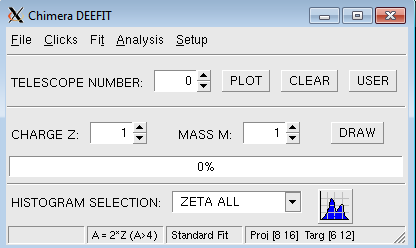 Chimera DEEFIT
File Clicks Fit Analysis Setup
TELESCOPE NUMBER: 0 PLOT CLEAR USER
CHARGE Z: 1 MASS M: 1 DRAW
0%
HISTOGRAM SELECTION: ZETA ALL
A = 2*Z (A>4) Standard Fit Proj [8 16] Targ [6 12]